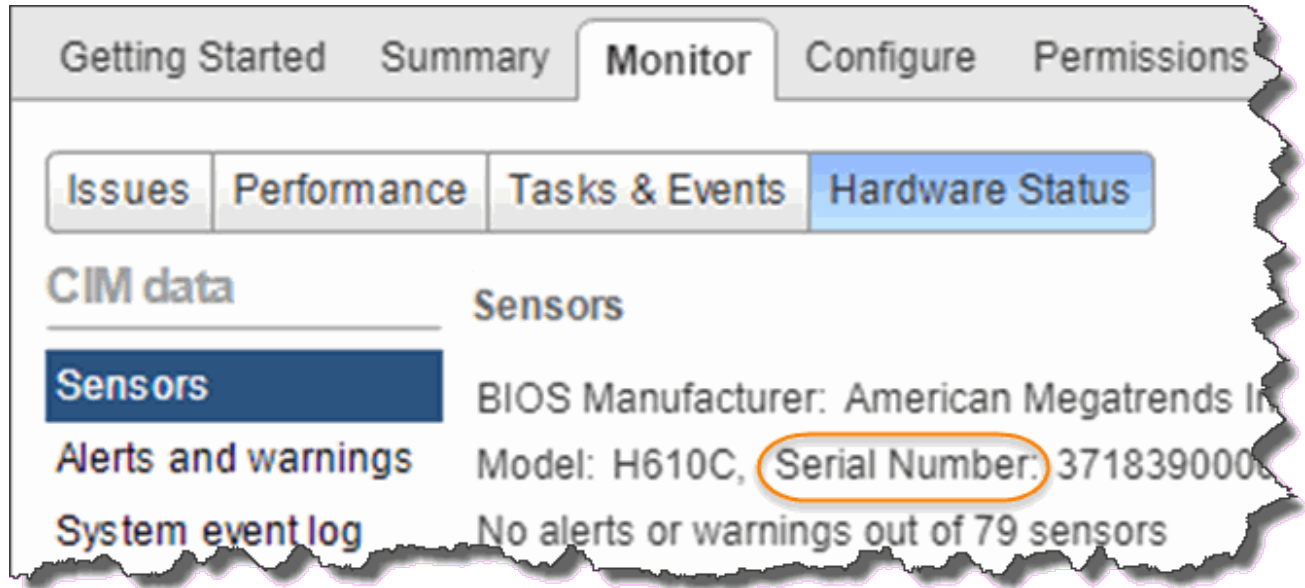 Getting Started Summary Monitor Configure Permissions
Issues Performance Tasks & Events Hardware Status
CIM data
Sensors
Sensors
BIOS Manufacturer: American Megatrends
Alerts and warnings
Model: H610C, Serial Number:
System event log
No alerts or warnings out of 79 sensors